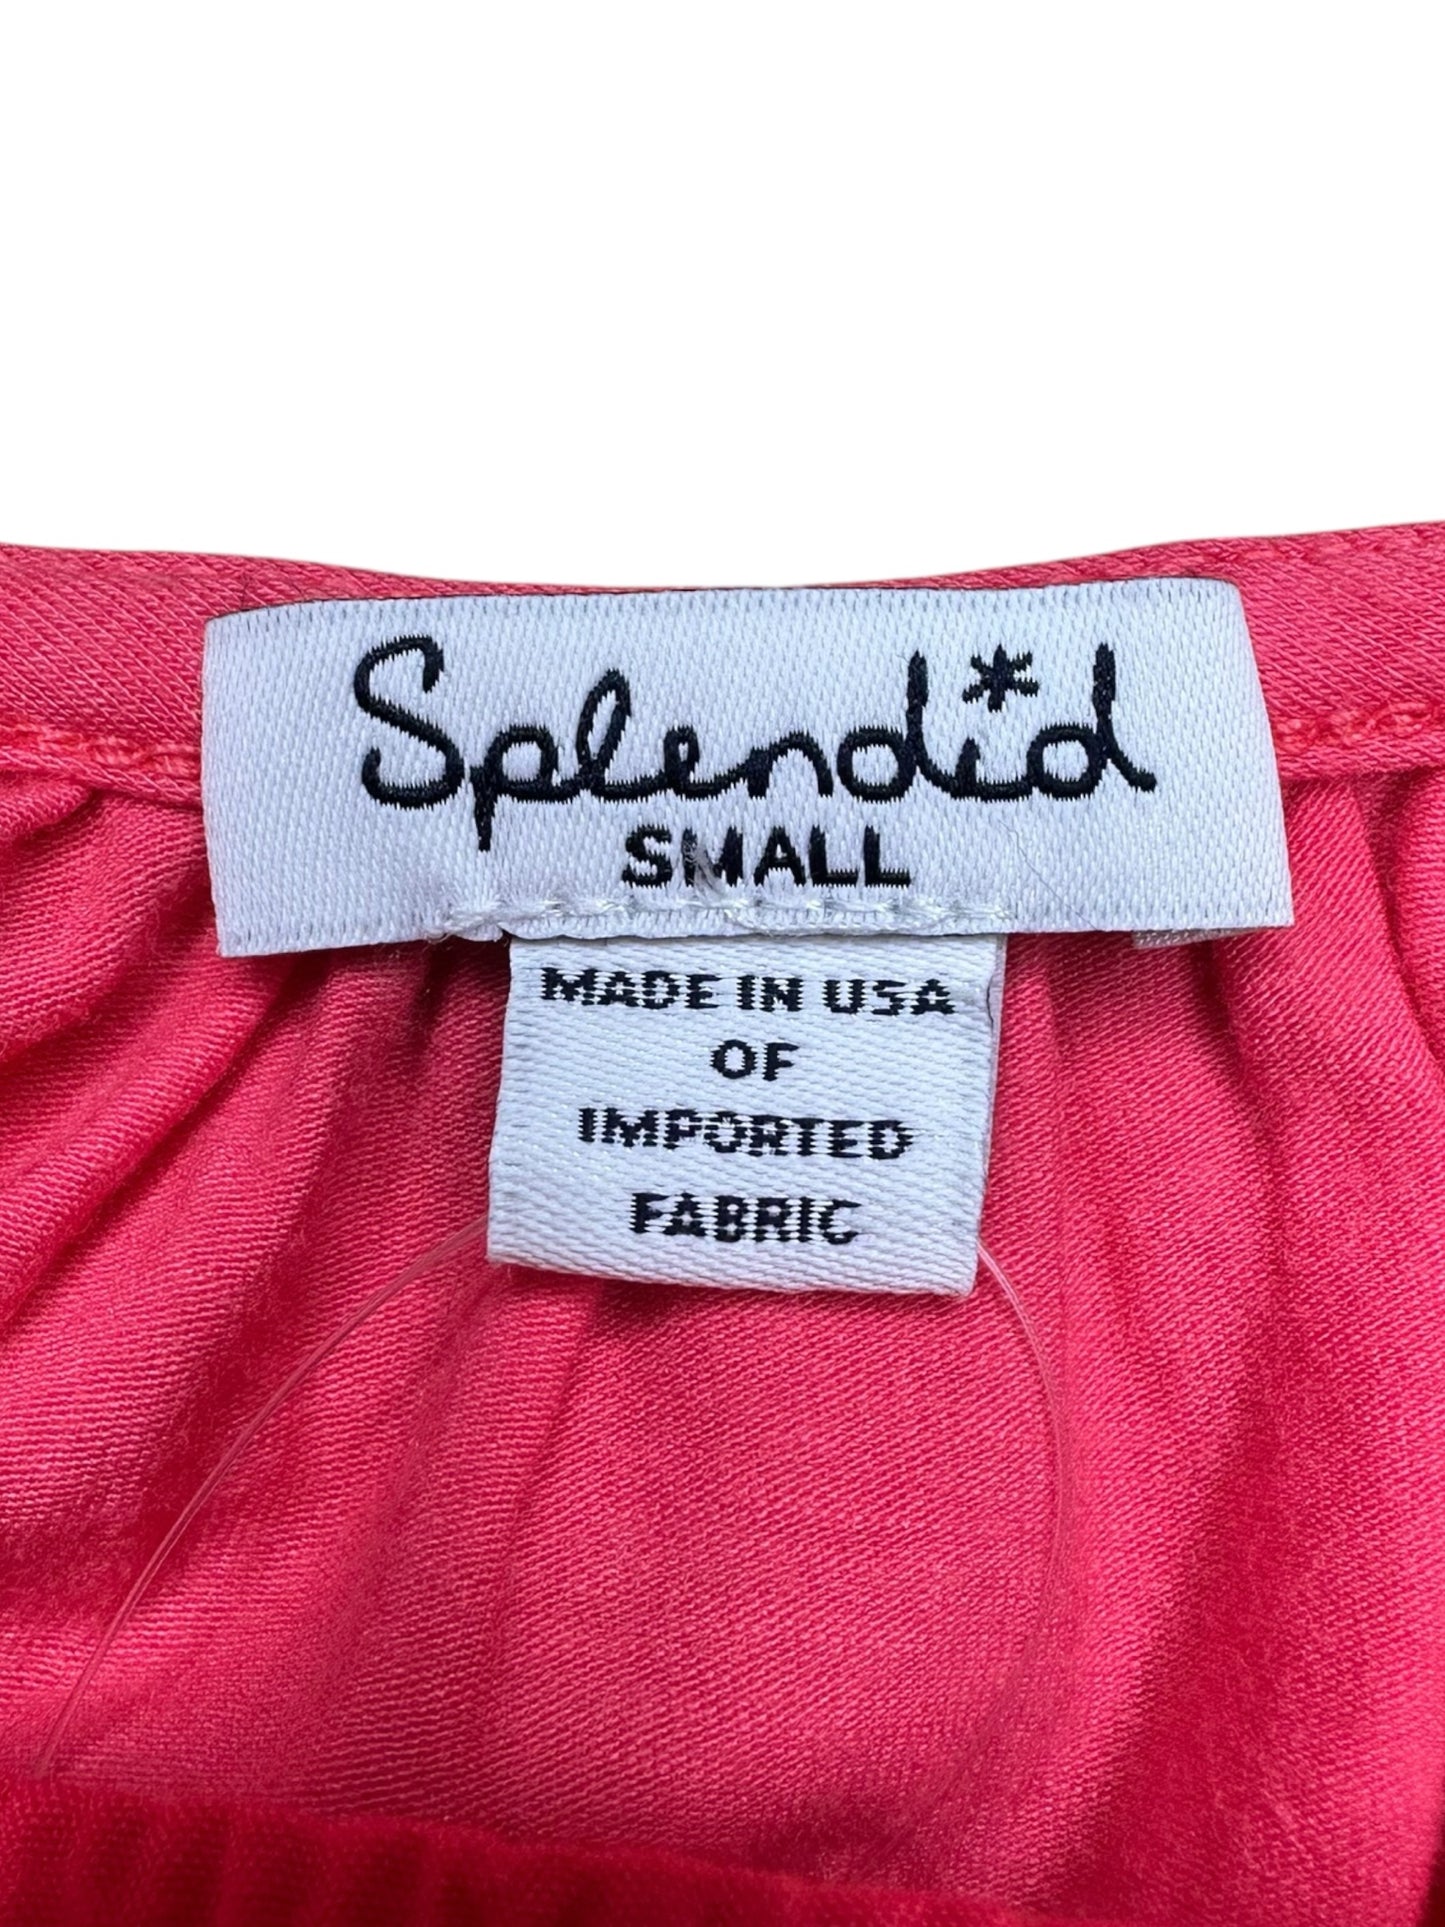 Splendid
SMALL
MADE IN USA
OF
IMPORTED
FABRIC